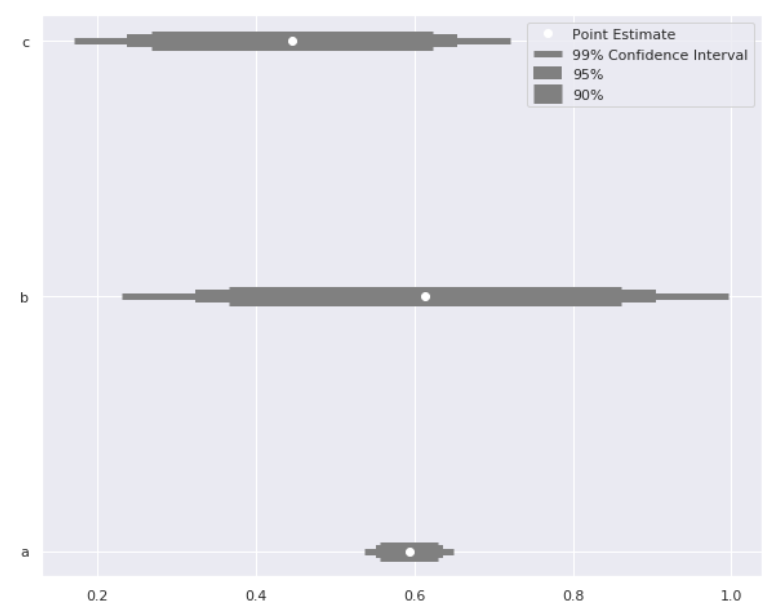 c
Point Estimate
99% Confidence Interval
95%
90%
b
a
0.2 0.4 0.6 0.8 1.0